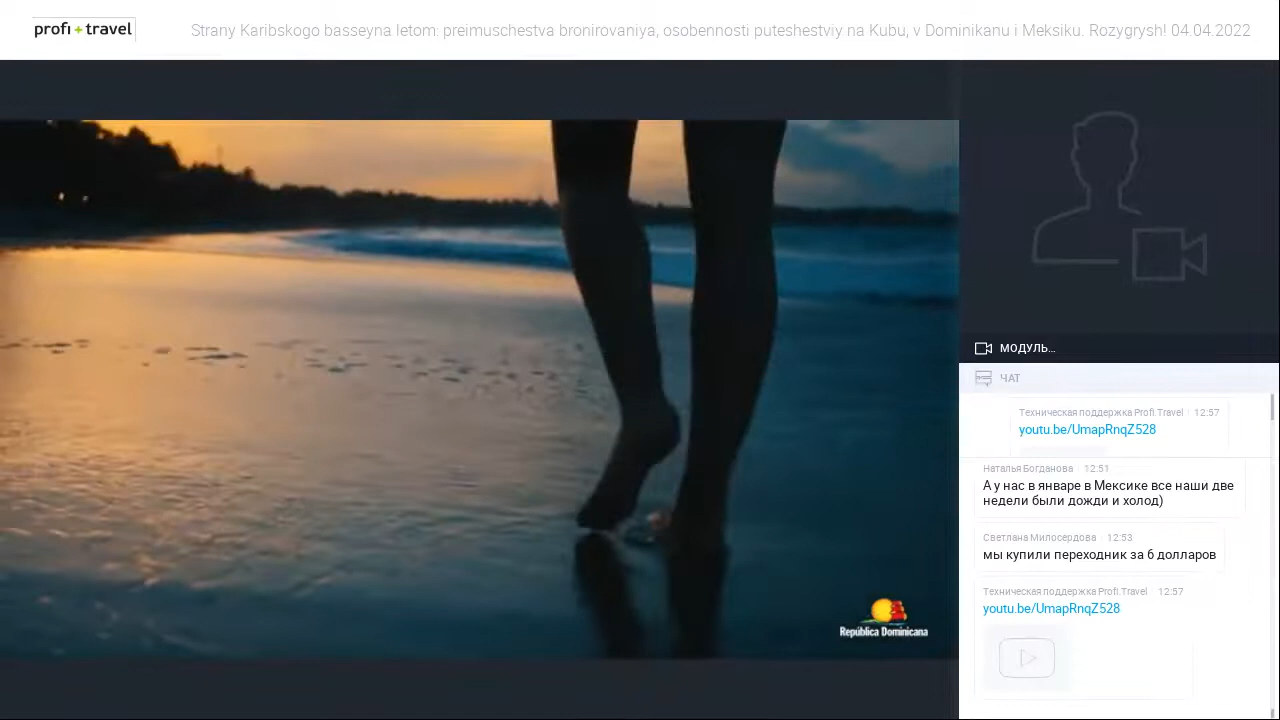 profi + travel
Strany Karibskogo basseyna letom: preimuschestva bronirovaniya, osobennosti puteshestviy na Kubu, v Dominikanu i Meksiku. Rozygrysh! 04.04.2022
República Dominicana
МОДУЛЬ...
ЧАТ
Техническая поддержка Profi.Travel 12:57
youtu.be/UmapRnqZ528
Наталья Богданова 12:51
А у нас в январе в Мексике все наши две
недели были дожди и холод)
Светлана Милосердова 12:53
мы купили переходник за 6 долларов
Техническая поддержка Profi.Travel 12:57
youtu.be/UmapRnqZ528